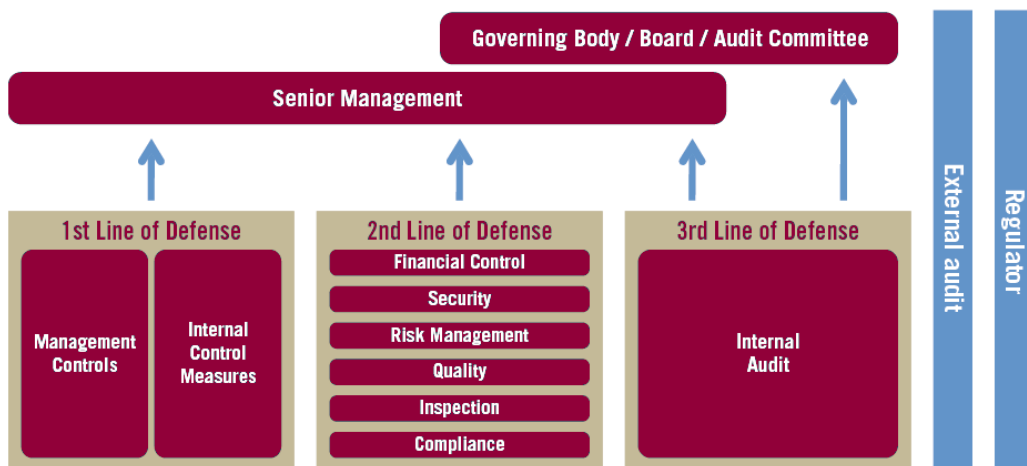 Governing Body / Board / Audit Committee
Senior Management
1st Line of Defense
Management
Controls
Internal
Control
Measures
2nd Line of Defense
Financial Control
Security
Risk Management
Quality
Inspection
Compliance
3rd Line of Defense
Internal
Audit
External audit
Regulator